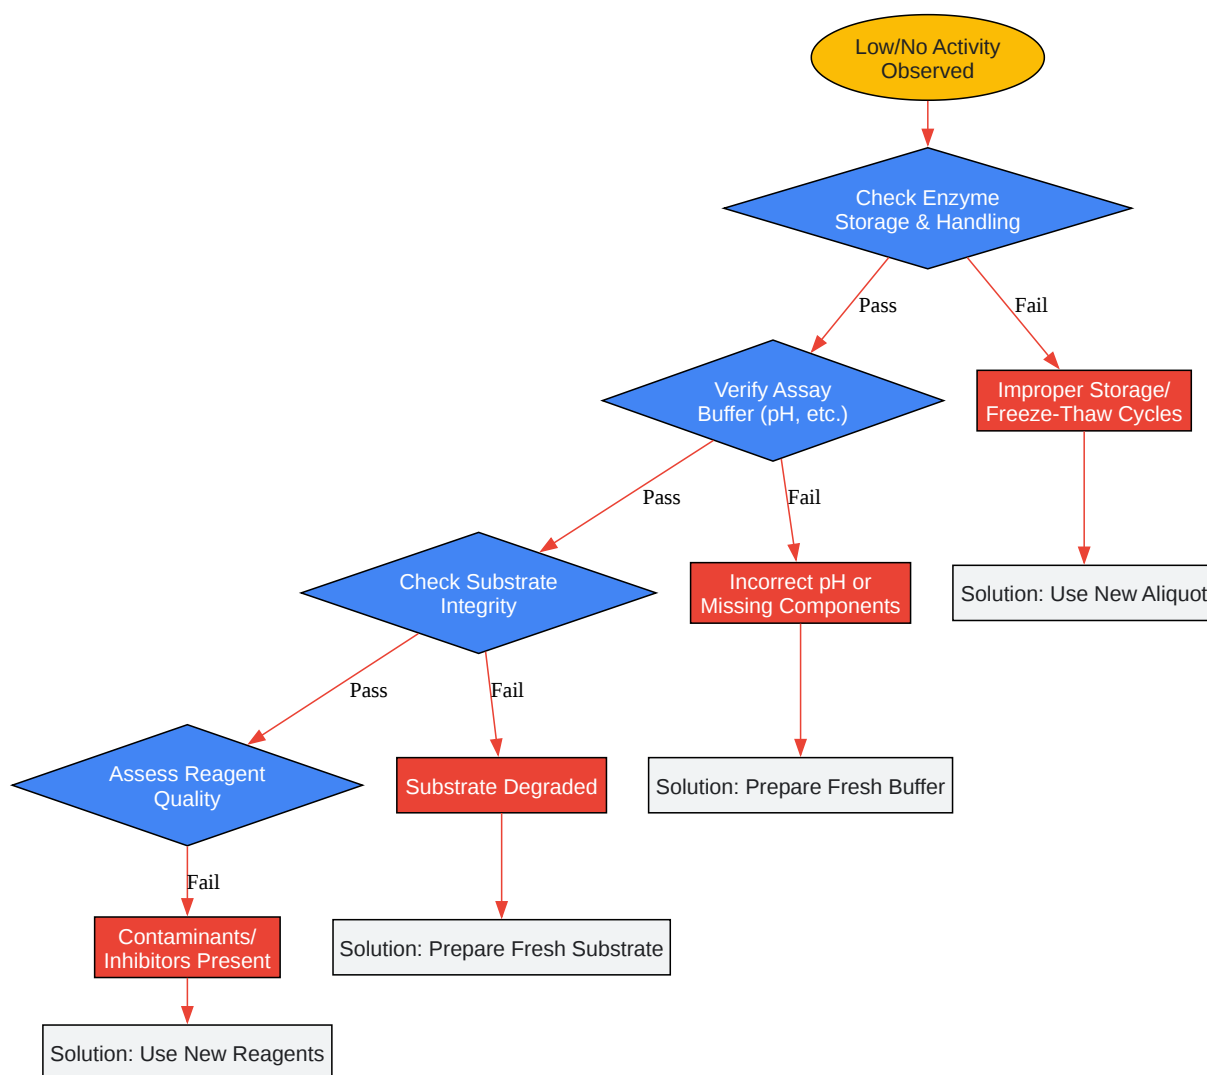 Low/No Activity
Observed
Check Enzyme
Storage & Handling
Pass
Fail
Verify Assay
Buffer (pH, etc.)
Improper Storage/
Freeze-Thaw Cycles
Pass
Fail
Check Substrate
Integrity
Incorrect pH or
Missing Components
Solution: Use New Aliquot
Pass
Fail
Assess Reagent
Quality
Substrate Degraded
Solution: Prepare Fresh Buffer
Fail
Contaminants/
Inhibitors Present
Solution: Prepare Fresh Substrate
Solution: Use New Reagents